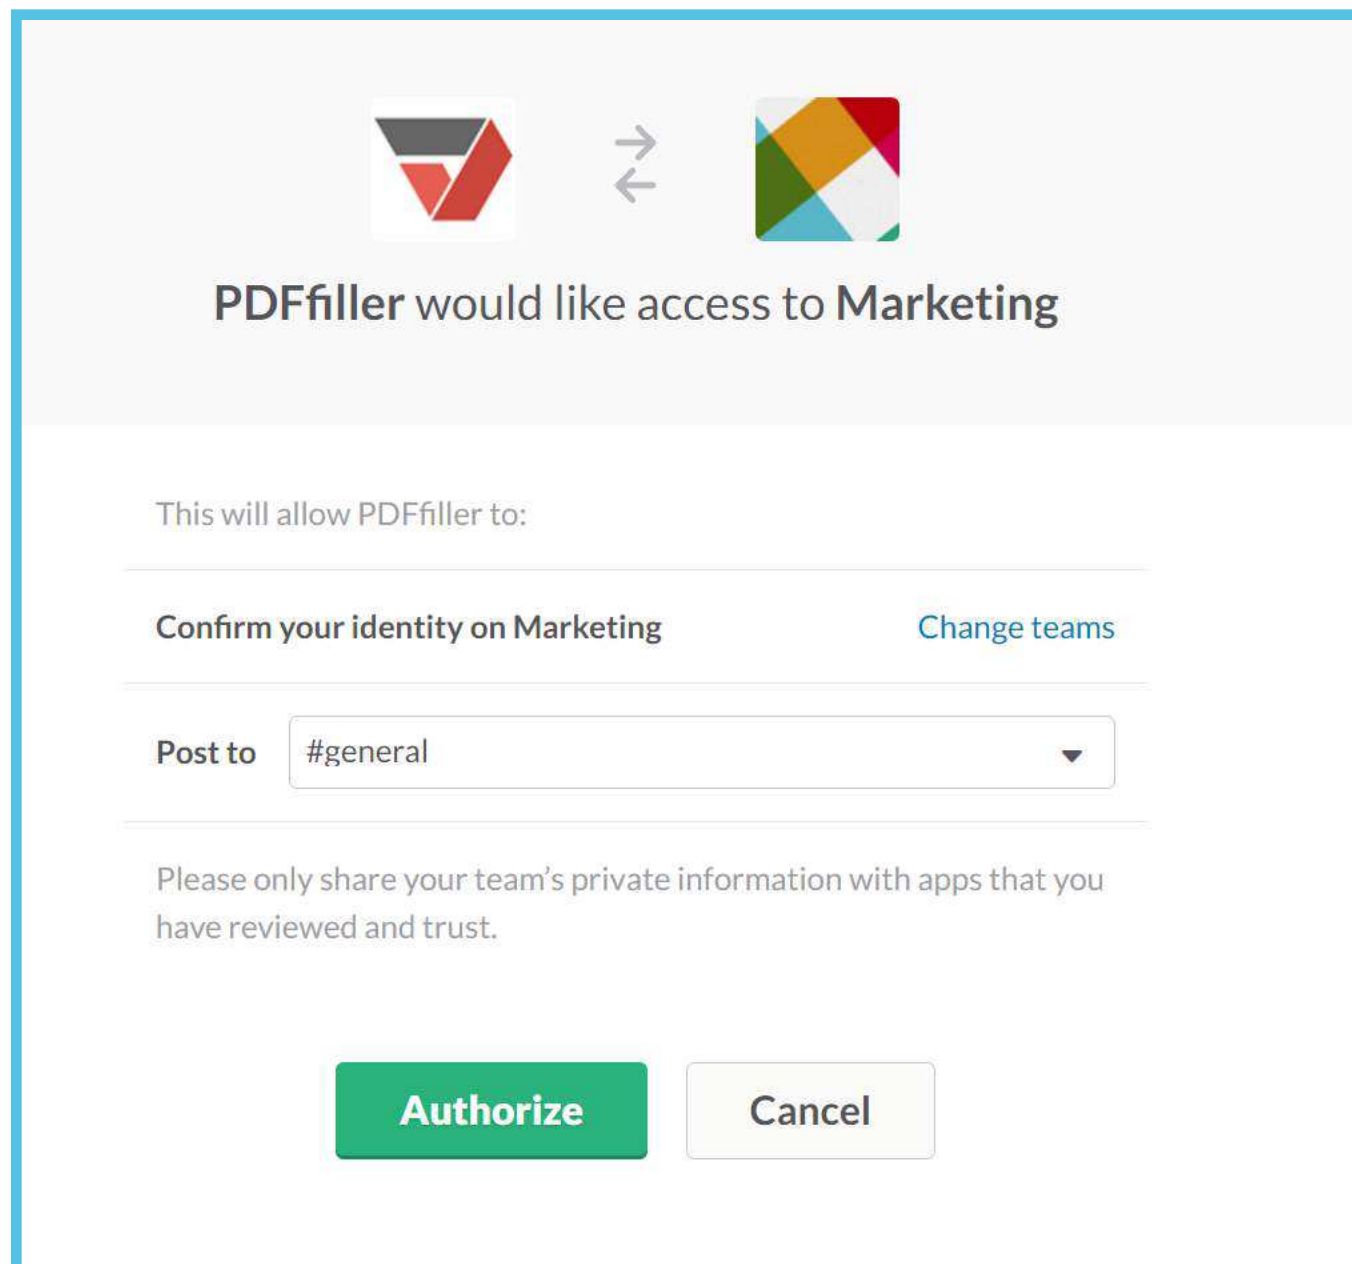 PDFfiller would like access to Marketing
This will allow PDFfiller to:
Confirm your identity on Marketing
Change teams
Post to
#general
Please only share your team’s private information with apps that you
have reviewed and trust.
Authorize
Cancel